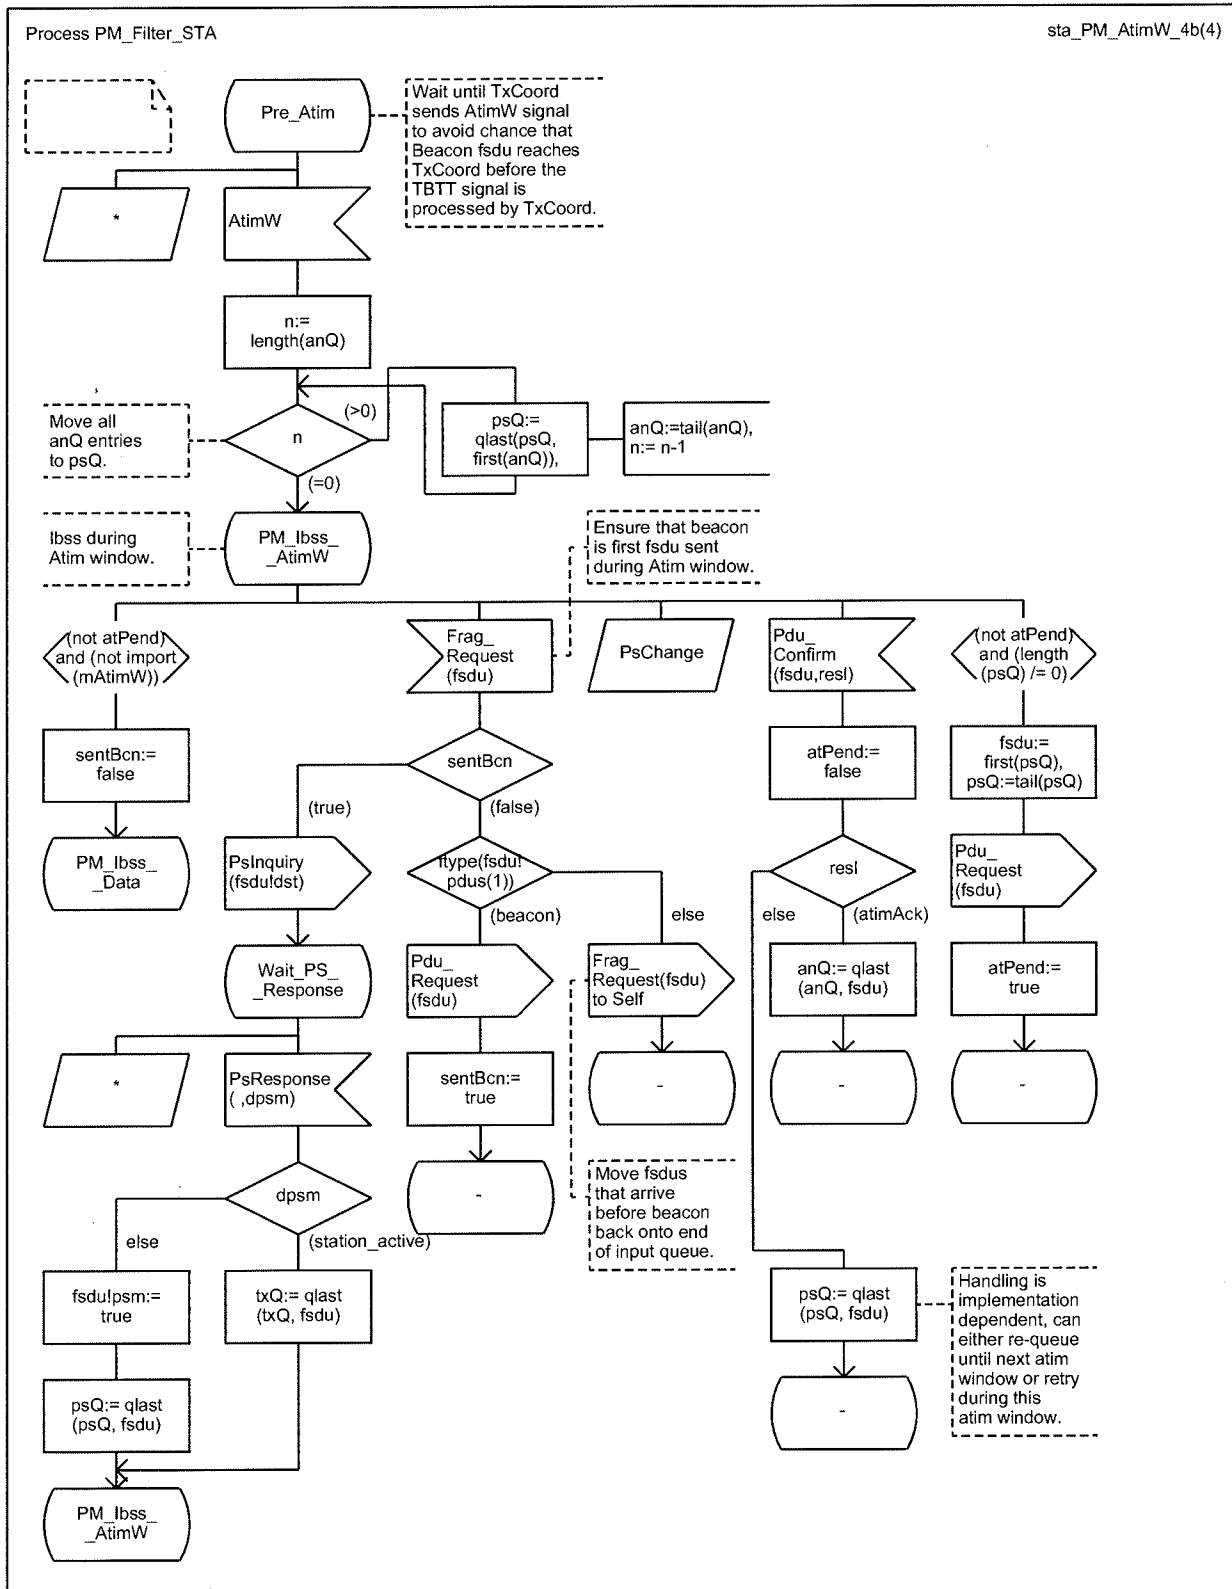 Process PM_Filter_STA
sta_PM_AtimW_4b(4)
Pre_Atim
Wait until TxCoord
sends AtimW signal
to avoid chance that
Beacon fsdu reaches
TxCoord before the
TBTT signal is
processed by TxCoord.
*
AtimW
n:=
length(anQ)
Move all
anQ entries
to psQ.
n
(>0)
(=0)
psQ:=
qlast(psQ,
first(anQ)),
anQ:=tail(anQ),
n:= n-1
Ibss during
Atim window.
PM_Ibss_
_AtimW
Ensure that beacon
is first fsdu sent
during Atim window.
(not atPend)
and (not import
(mAtimW))
Frag_
_Request
(fsdu)
PsChange
Pdu_
_Confirm
(fsdu,resl)
(not atPend)
and (length
(psQ) /= 0)
sentBcn:=
false
sentBcn
(true)
(false)
atPend:=
false
fsdu:=
first(psQ),
psQ:=tail(psQ)
PM_Ibss_
_Data
PsInquiry
(fsdu!dst)
ftype(fsdu!
pdus(1))
(beacon)
else
resl
else
(atimAck)
Pdu_
_Request
(fsdu)
Wait_PS_
_Response
Pdu_
_Request
(fsdu)
Frag_
_Request(fsdu)
to Self
anQ:= qlast
(anQ, fsdu)
atPend:=
true
*
PsResponse
( ,dpsm)
sentBcn:=
true
-
-
-
dpsm
else
(station_active)
-
Move fsdus
that arrive
before beacon
back onto end
of input queue.
fsdu!psm:=
true
txQ:= qlast
(txQ, fsdu)
psQ:= qlast
(psQ, fsdu)
Handling is
implementation
dependent, can
either re-queue
until next atim
window or retry
during this
atim window.
psQ:= qlast
(psQ, fsdu)
-
PM_Ibss_
_AtimW